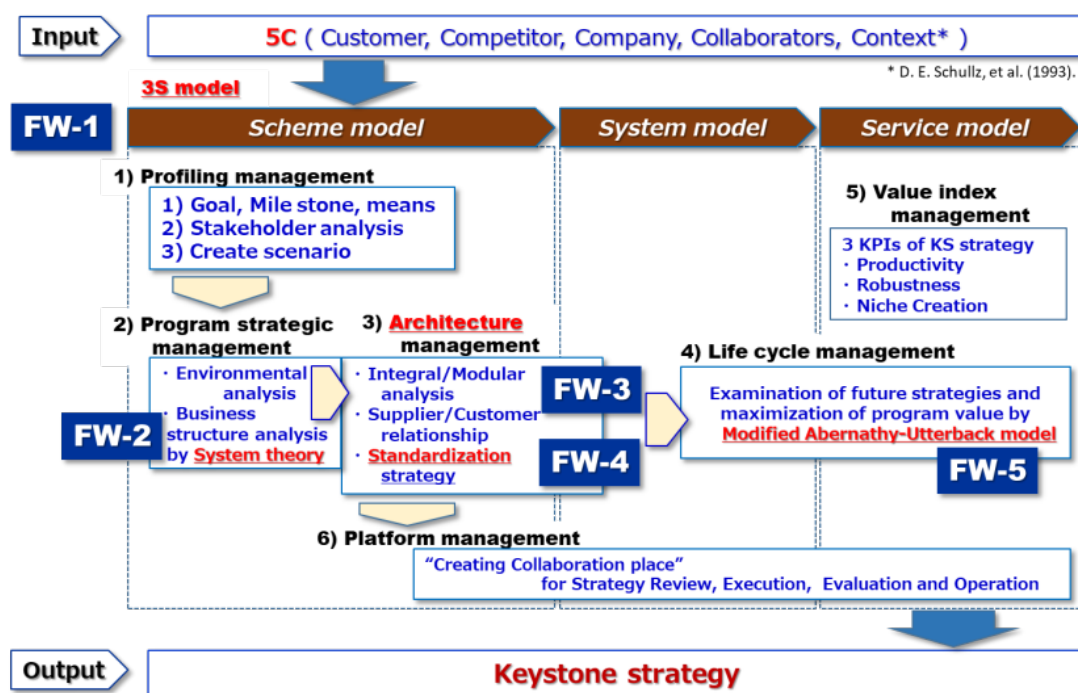 Input
5C ( Customer, Competitor, Company, Collaborators, Context* )
* D. E. Schullz, et al. (1993).
3S model
FW-1
Scheme model
System model
Service model
1) Profiling management
1) Goal, Mile stone, means
2) Stakeholder analysis
3) Create scenario
5) Value index
management
3 KPIs of KS strategy
・Productivity
・Robustness
・Niche Creation
2) Program strategic
management
・Environmental
analysis
・Business
structure analysis
by System theory
FW-2
3) Architecture
management
・Integral/Modular
analysis
・Supplier/Customer
relationship
・Standardization
strategy
FW-3
FW-4
4) Life cycle management
Examination of future strategies and
maximization of program value by
Modified Abernathy-Utterback model
FW-5
6) Platform management
“Creating Collaboration place”
for Strategy Review, Execution, Evaluation and Operation
Output
Keystone strategy